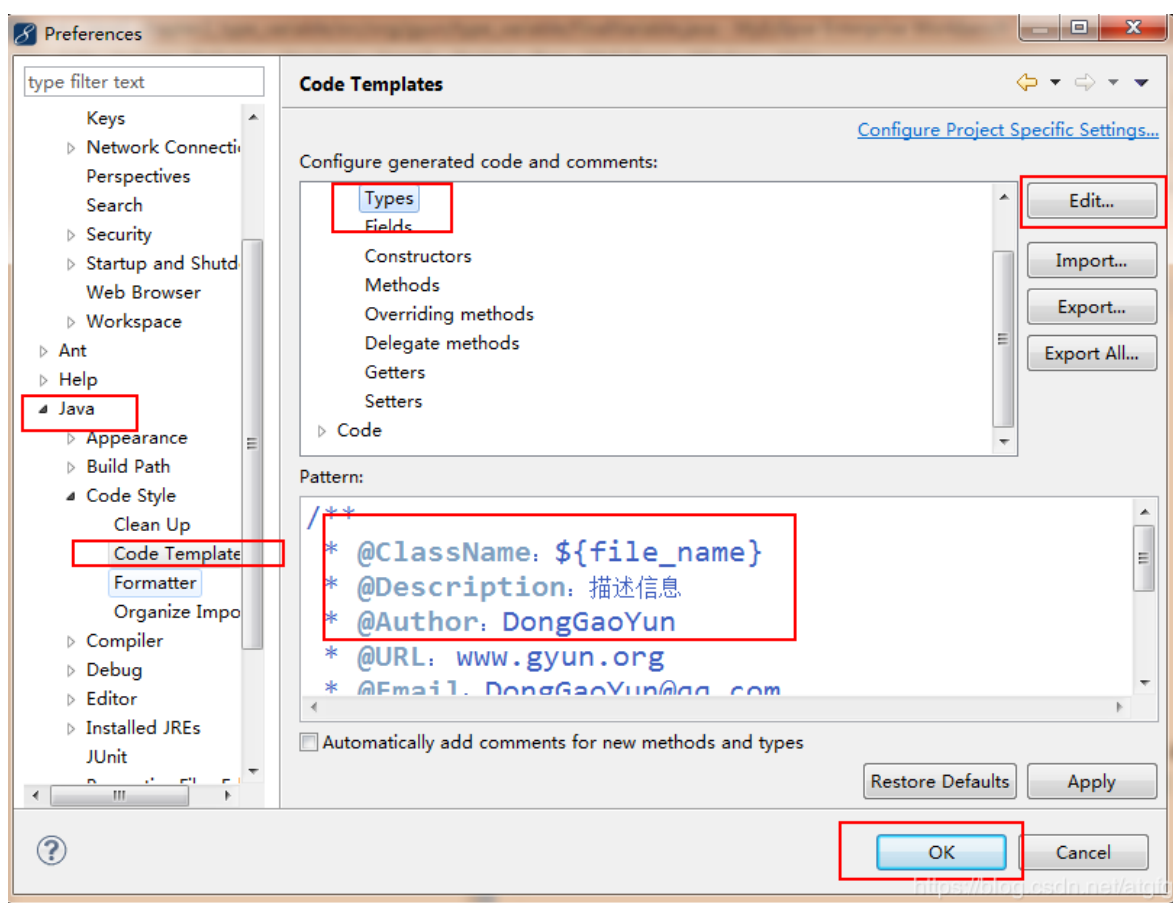 Preferences
type filter text
Keys
Network Connecti
Perspectives
Search
Security
Startup and Shutd
Web Browser
Workspace
Ant
Help
Java
Appearance
Build Path
Code Style
Clean Up
Code Template
Formatter
Organize Impo
Compiler
Debug
Editor
Installed JREs
JUnit
Code Templates
Configure Project Specific Settings...
Configure generated code and comments:
Types
Fields
Constructors
Methods
Overriding methods
Delegate methods
Getters
Setters
Code
Edit...
Import...
Export...
Export All...
Pattern:
/**
* @ClassName：${file_name}
* @Description：描述信息
* @Author：DongGaoYun
* @URL：www.gyun.org
* @Email：DongGaoYun@qq.com
Automatically add comments for new methods and types
Restore Defaults
Apply
OK
Cancel